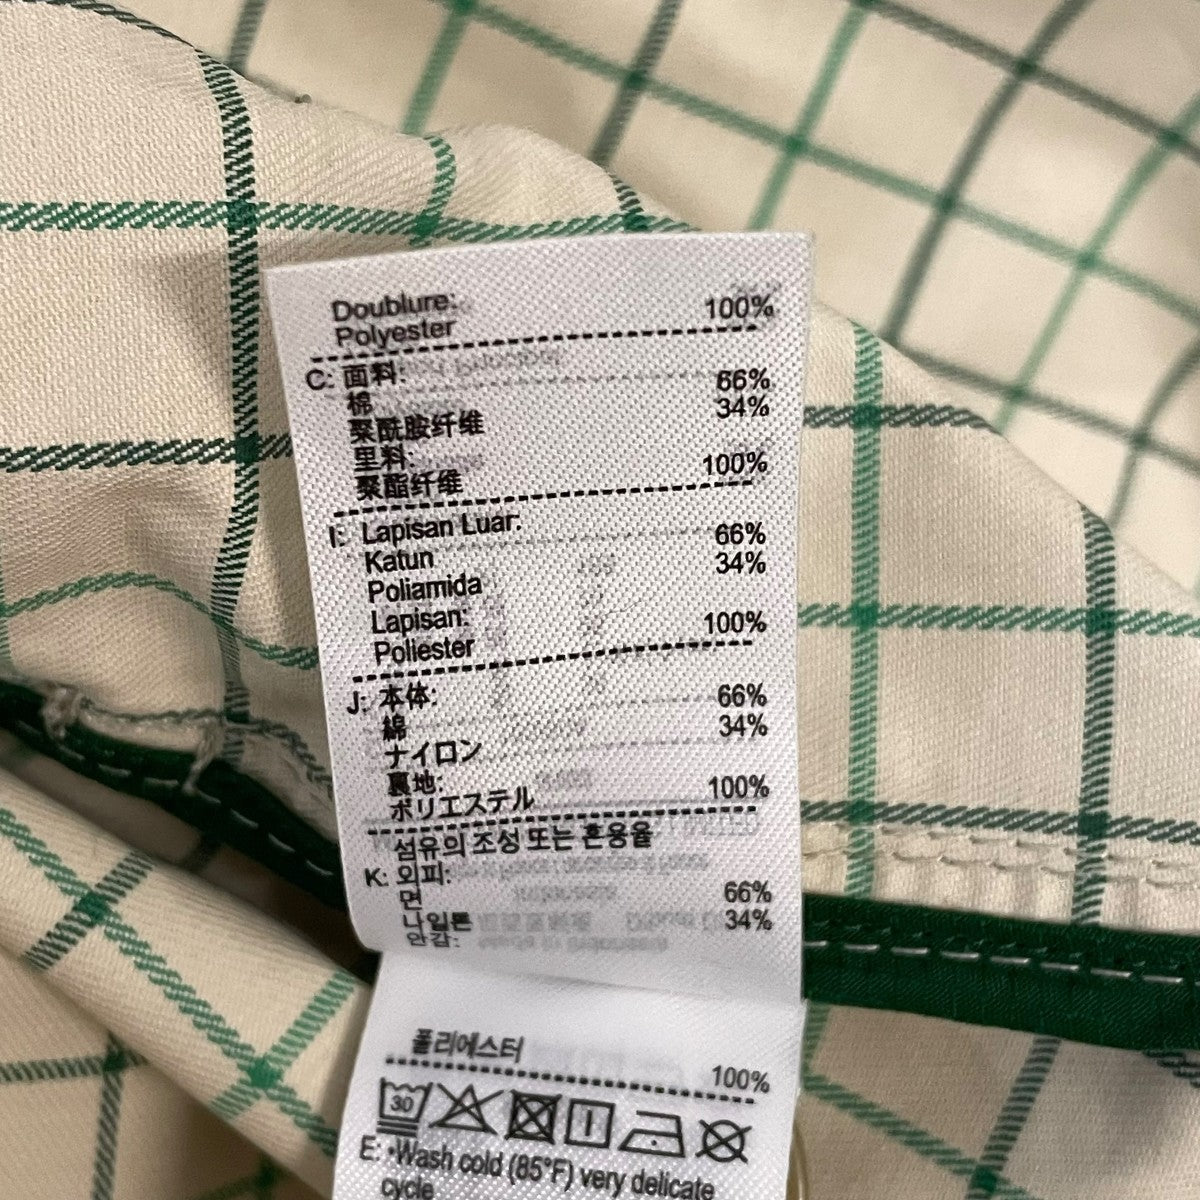 Doublure:
Polyester 100%
C: 面料:
棉 66%
聚酰胺纤维 34%
里料:
聚酯纤维 100%
I: Lapisan Luar:
Katun 66%
Poliamida 34%
Lapisan:
Poliester 100%
J: 本体:
綿 66%
ナイロン 34%
裏地:
ポリエステル 100%
섬유의 조성 또는 혼용율
K: 외피:
면 66%
나일론 34%
안감:
폴리에스터 100%
30
E: •Wash cold (85°F) very delicate
cycle